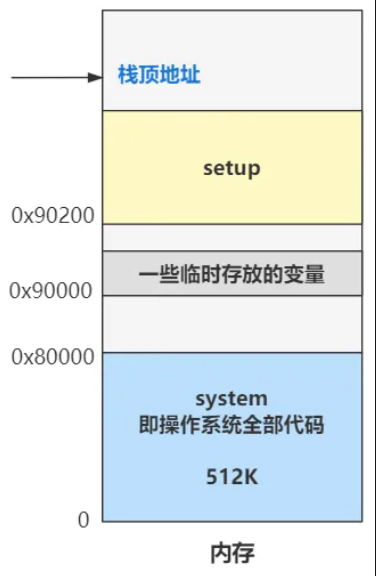 栈顶地址
setup
0x90200
一些临时存放的变量
0x90000
0x80000
system
即操作系统全部代码
512K
0
内存